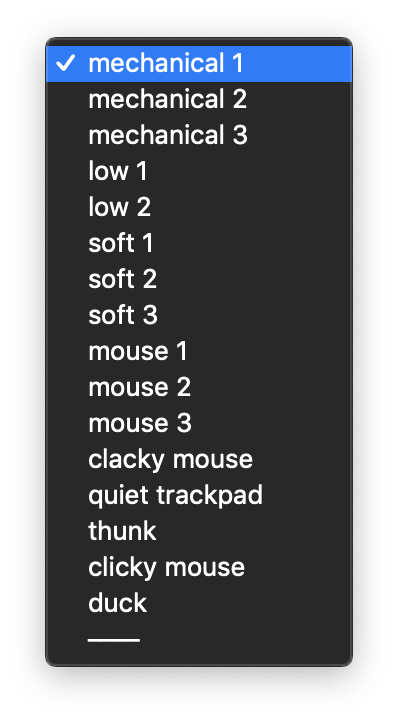 mechanical 1
mechanical 2
mechanical 3
low 1
low 2
soft 1
soft 2
soft 3
mouse 1
mouse 2
mouse 3
clacky mouse
quiet trackpad
thunk
clicky mouse
duck
——